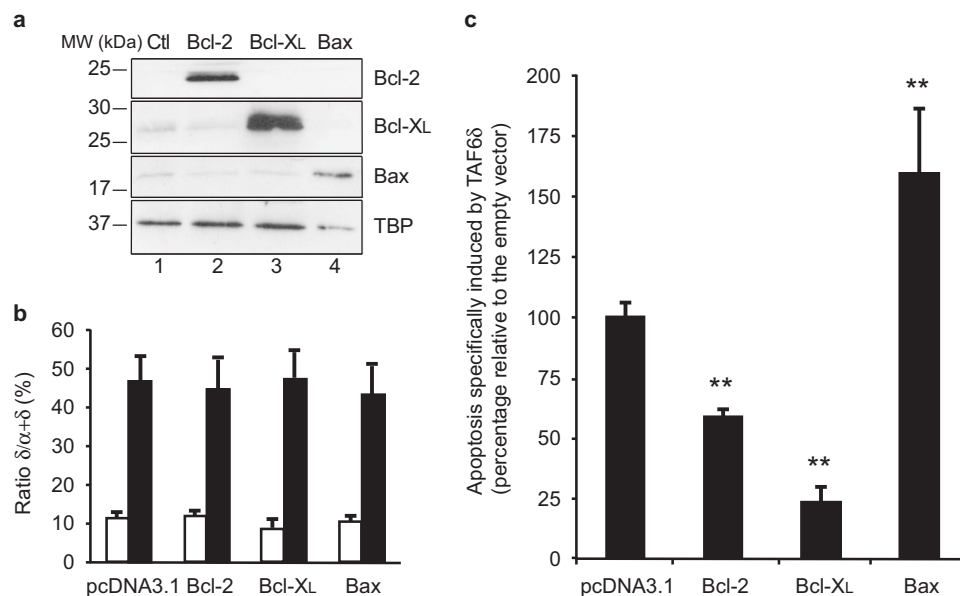 a
MW (kDa) Ctl Bcl-2 Bcl-XL Bax
25 Bcl-2
30
25 Bcl-XL
17 Bax
37 TBP
1 2 3 4
b
Ratio δ/α+δ (%)
60
50
40
30
20
10
0
pcDNA3.1 Bcl-2 Bcl-XL Bax
c
Apoptosis specifically induced by TAF6δ
(percentage relative to the empty vector)
200
175
150
125
100
75
50
25
0
**
**
**
pcDNA3.1 Bcl-2 Bcl-XL Bax